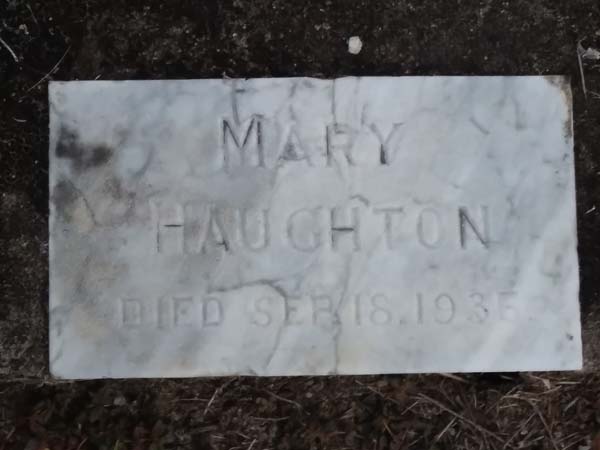 MARY
HAUGHTON
DIED SEP. 18. 1935.